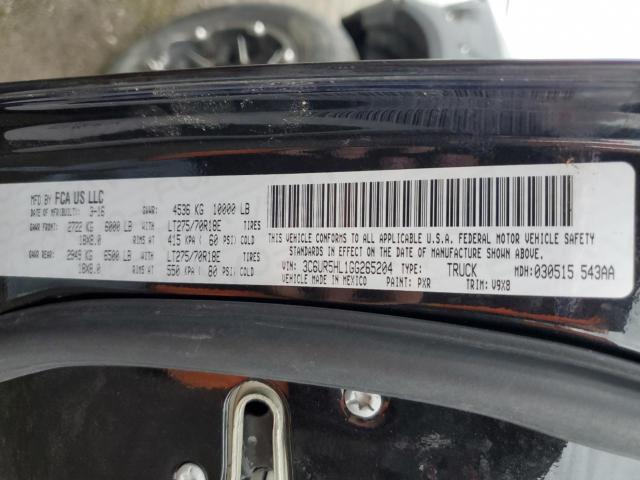 MFD BY FCA US LLC
DATE OF MFR(BUILT): 3-16 GVWR: 4536 KG 10000 LB
GAWR FRONT: 2722 KG 6000 LB WITH LT275/70R18E TIRES
18X8.0 RIMS AT 415 KPA ( 60 PSI) COLD
GAWR REAR: 2949 KG 6500 LB WITH LT275/70R18E TIRES
18X8.0 RIMS AT 550 KPA ( 80 PSI) COLD
THIS VEHICLE CONFORMS TO ALL APPLICABLE U.S.A. FEDERAL MOTOR VEHICLE SAFETY
STANDARDS IN EFFECT ON THE DATE OF MANUFACTURE SHOWN ABOVE.
VIN: 3C6UR5HL1GG265204 TYPE: TRUCK MDH: 030515 543AA
VEHICLE MADE IN MEXICO PAINT: PXR TRIM: V9X8